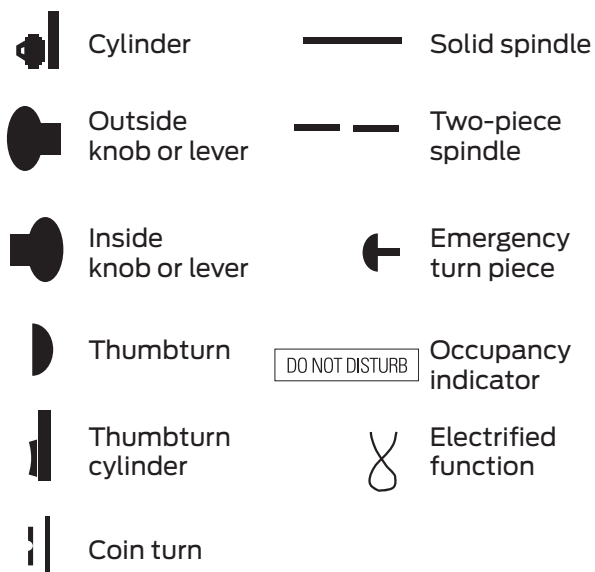 Cylinder
Outside
knob or lever
Inside
knob or lever
Thumbturn
Thumbturn
cylinder
Coin turn
Solid spindle
Two-piece
spindle
Emergency
turn piece
DO NOT DISTURB
Occupancy
indicator
Electrified
function